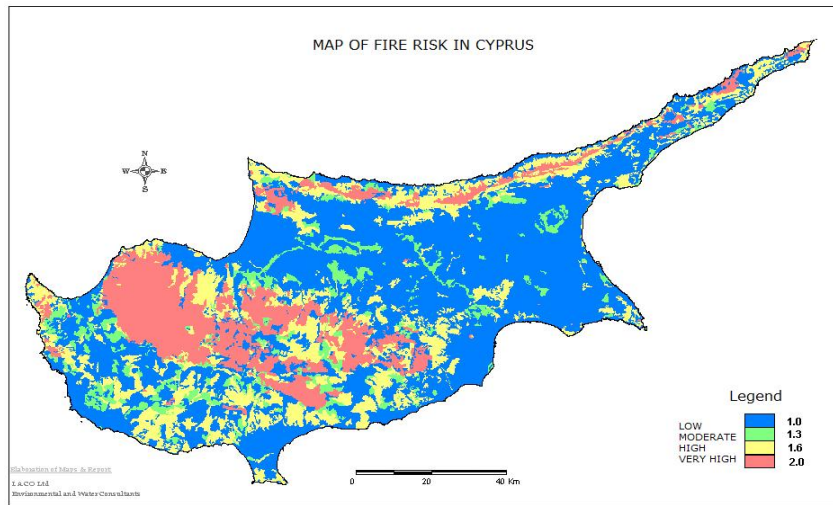 MAP OF FIRE RISK IN CYPRUS
N
W E
S
Legend
LOW 1.0
MODERATE 1.3
HIGH 1.6
VERY HIGH 2.0
Elaboration of Maps & Report
I.A.CO Ltd
Environmental and Water Consultants
0 20 40 Km